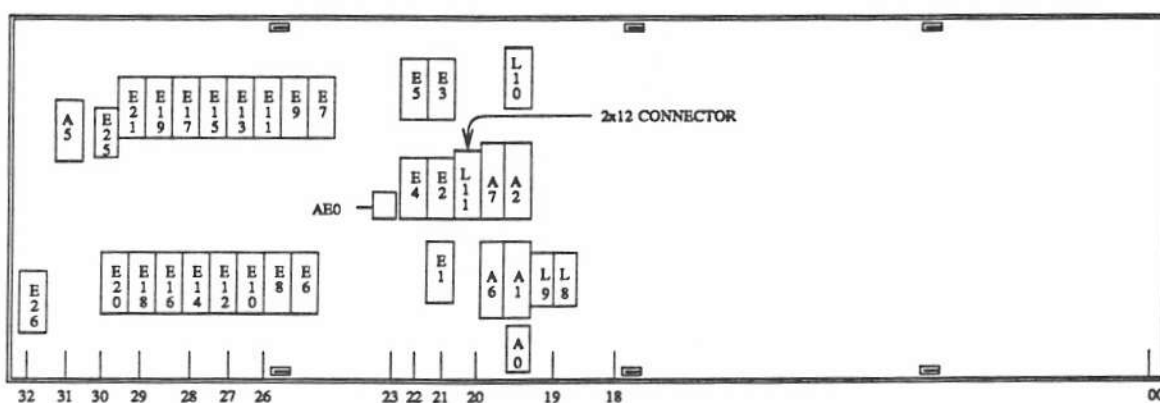 L10
E5 E3
E21 E19 E17 E15 E13 E11 E9 E7
A5 E25
2x12 CONNECTOR
E4 E2 L11 A7 A2
AE0
E1 A6 A1 L9 L8
E20 E18 E16 E14 E12 E10 E8 E6
E26
A0
32 31 30 29 28 27 26 23 22 21 20 19 18 00